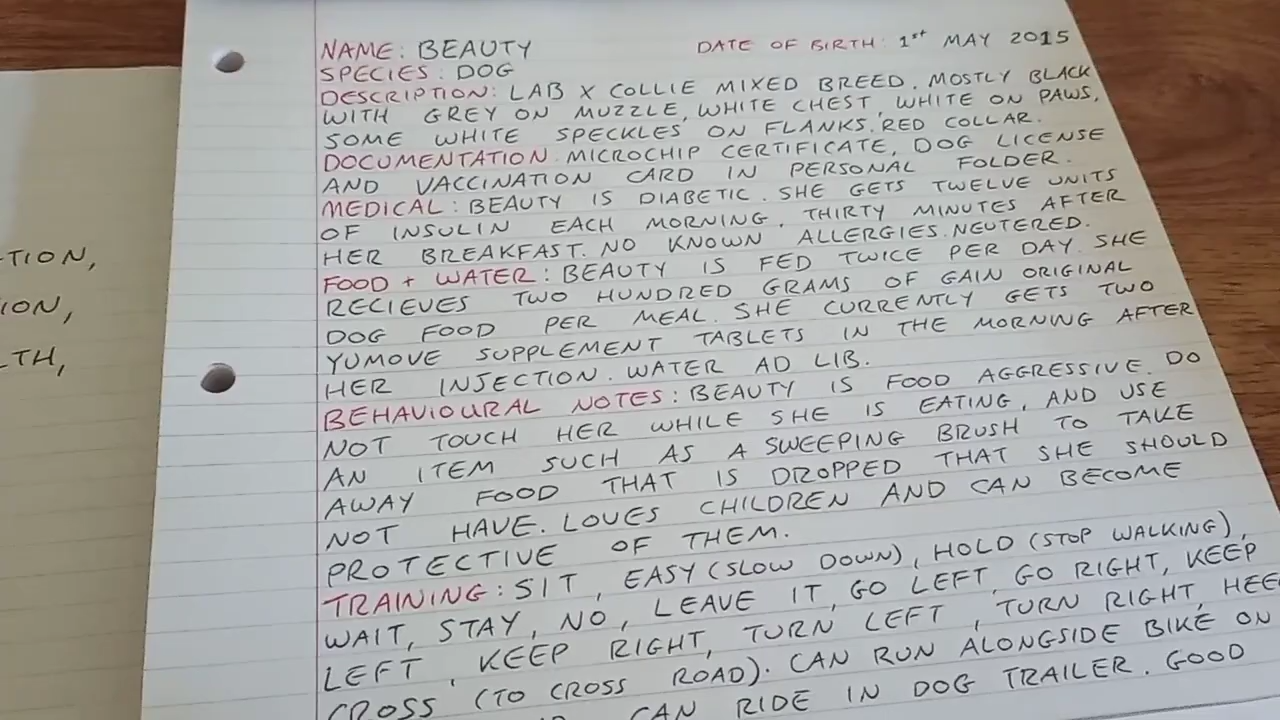 TION,
ION,
LTH,
NAME: BEAUTY DATE OF BIRTH: 1st MAY 2015
SPECIES: DOG
DESCRIPTION: LAB X COLLIE MIXED BREED. MOSTLY BLACK
WITH GREY ON MUZZLE, WHITE CHEST, WHITE ON PAWS,
SOME WHITE SPECKLES ON FLANKS. RED COLLAR.
DOCUMENTATION: MICROCHIP CERTIFICATE, DOG LICENSE
AND VACCINATION CARD IN PERSONAL FOLDER.
MEDICAL: BEAUTY IS DIABETIC. SHE GETS TWELVE UNITS
OF INSULIN EACH MORNING, THIRTY MINUTES AFTER
HER BREAKFAST. NO KNOWN ALLERGIES. NEUTERED.
FOOD + WATER: BEAUTY IS FED TWICE PER DAY. SHE
RECIEVES TWO HUNDRED GRAMS OF GAIN ORIGINAL
DOG FOOD PER MEAL. SHE CURRENTLY GETS TWO
YUMOVE SUPPLEMENT TABLETS IN THE MORNING AFTER
HER INJECTION. WATER AD LIB.
BEHAVIOURAL NOTES: BEAUTY IS FOOD AGGRESSIVE. DO
NOT TOUCH HER WHILE SHE IS EATING, AND USE
AN ITEM SUCH AS A SWEEPING BRUSH TO TAKE
AWAY FOOD THAT IS DROPPED THAT SHE SHOULD
NOT HAVE. LOVES CHILDREN AND CAN BECOME
PROTECTIVE OF THEM.
TRAINING: SIT, EASY (SLOW DOWN), HOLD (STOP WALKING),
WAIT, STAY, NO, LEAVE IT, GO LEFT, GO RIGHT, KEEP
LEFT, KEEP RIGHT, TURN LEFT, TURN RIGHT, HEE
CROSS (TO CROSS ROAD). CAN RUN ALONGSIDE BIKE ON
CAN RIDE IN DOG TRAILER. GOOD